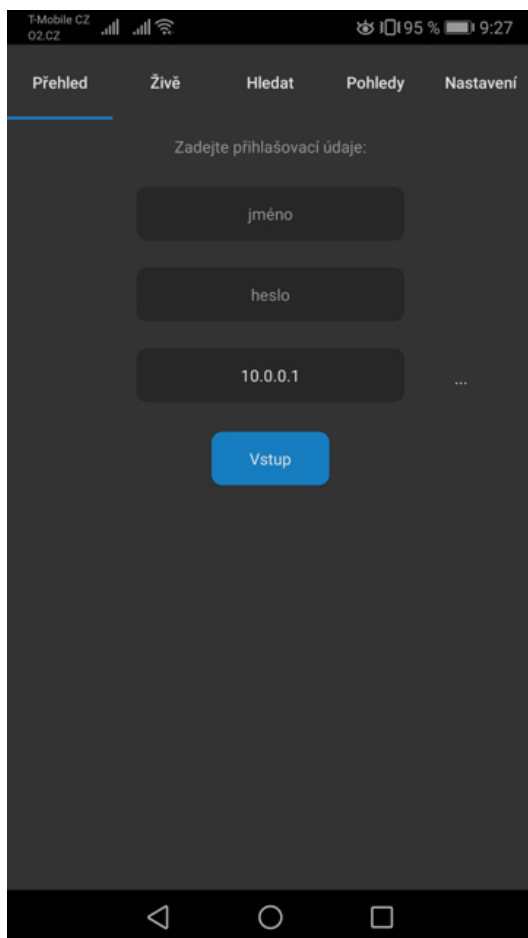 T-Mobile CZ
O2.CZ
95 % 9:27
Přehled Živě Hledat Pohledy Nastavení
Zadejte přihlašovací údaje:
jméno
heslo
10.0.0.1 ...
Vstup